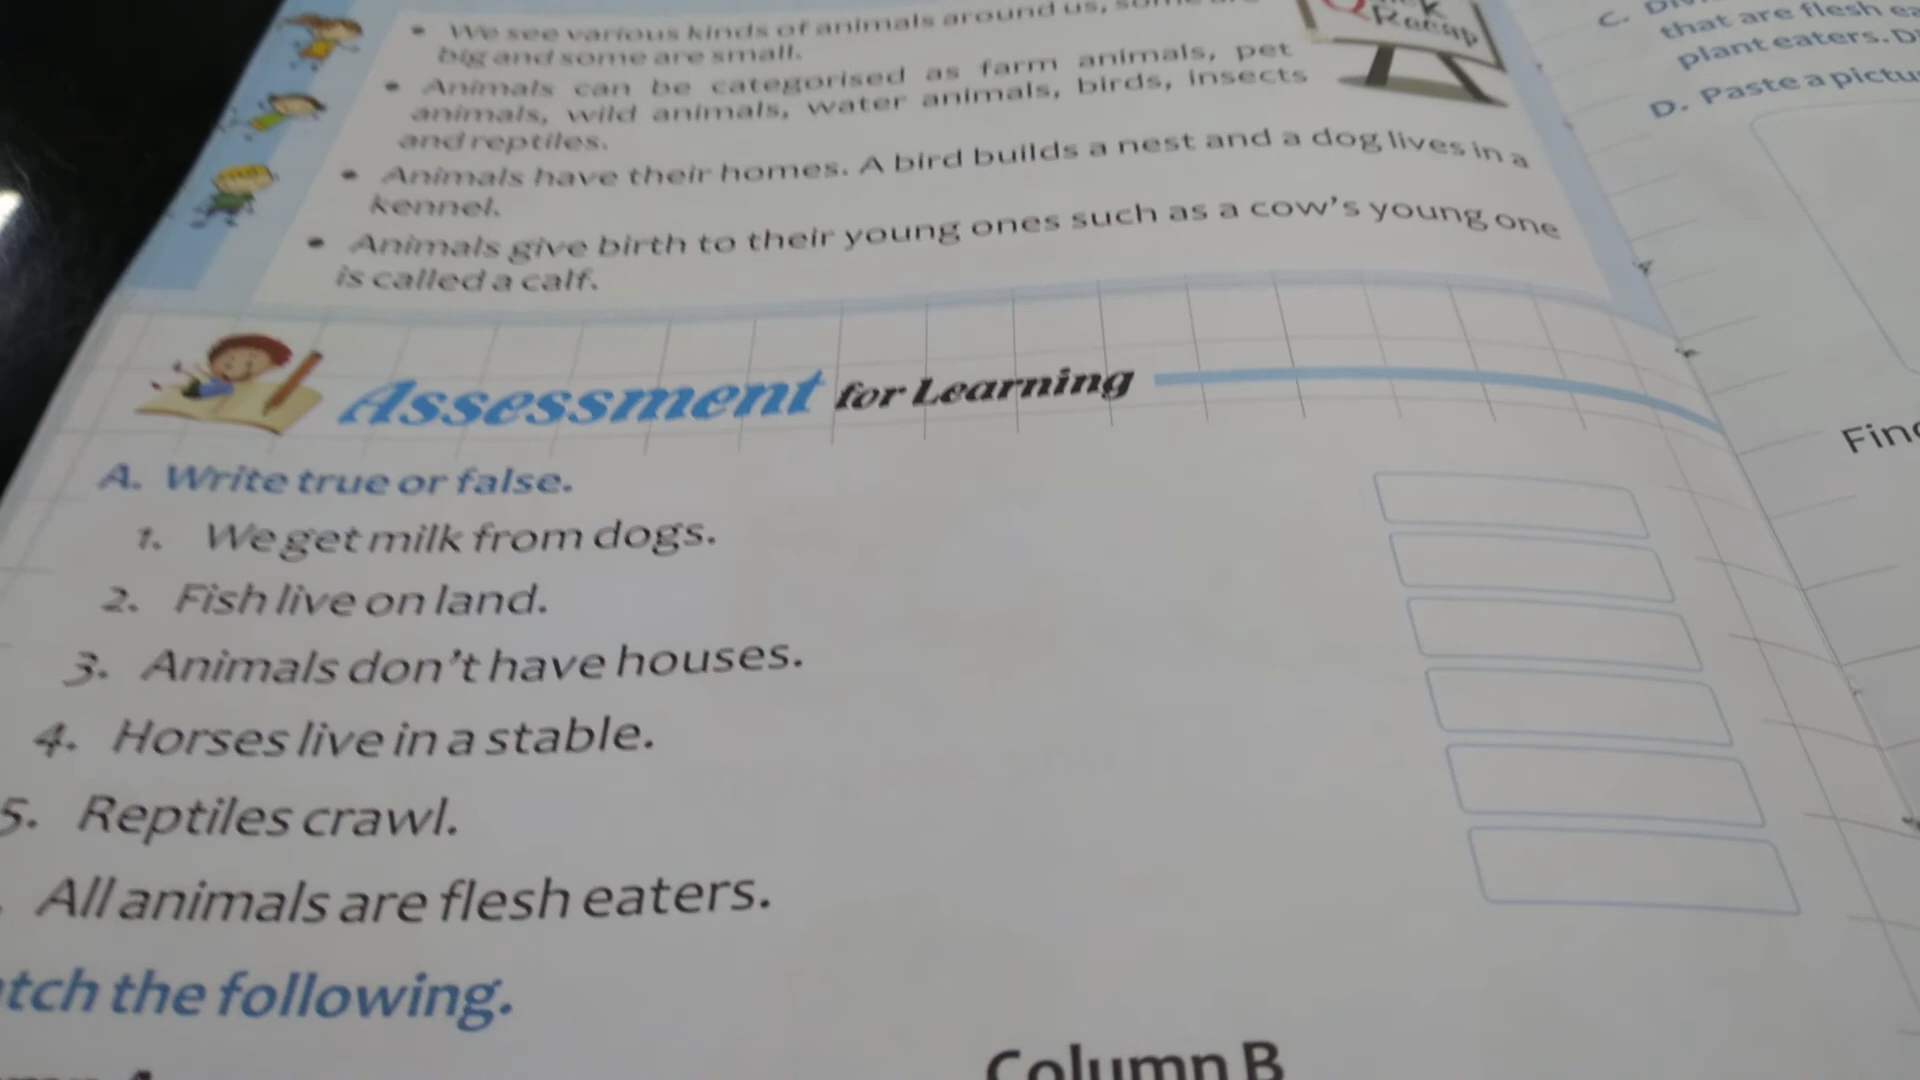 We see various kinds of animals around us,
big and some are small.
Animals can be categorised as farm animals, pet
animals, wild animals, water animals, birds, insects
and reptiles.
Animals have their homes. A bird builds a nest and a dog lives in a
kennel.
Animals give birth to their young ones such as a cow's young one
is called a calf.
Recap
Assessment for Learning
A. Write true or false.
1. We get milk from dogs.
2. Fish live on land.
3. Animals don't have houses.
4. Horses live in a stable.
5. Reptiles crawl.
All animals are flesh eaters.
the following.
Column B
C.
that are flesh
plant eaters.
D. Paste a